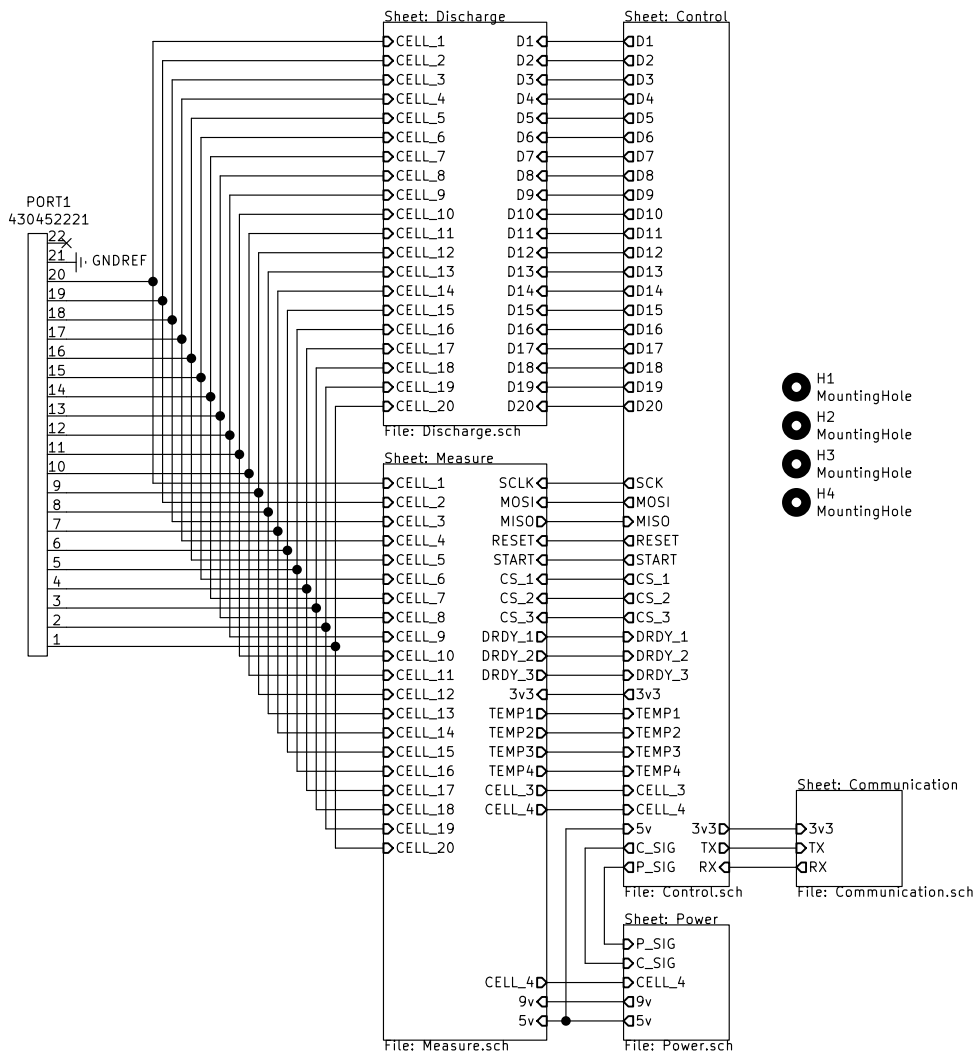 Sheet: Discharge
CELL_1 D1
CELL_2 D2
CELL_3 D3
CELL_4 D4
CELL_5 D5
CELL_6 D6
CELL_7 D7
CELL_8 D8
CELL_9 D9
CELL_10 D10
CELL_11 D11
CELL_12 D12
CELL_13 D13
CELL_14 D14
CELL_15 D15
CELL_16 D16
CELL_17 D17
CELL_18 D18
CELL_19 D19
CELL_20 D20
File: Discharge.sch
Sheet: Control
D1
D2
D3
D4
D5
D6
D7
D8
D9
D10
D11
D12
D13
D14
D15
D16
D17
D18
D19
D20
SCK
MOSI
MISO
RESET
START
CS_1
CS_2
CS_3
DRDY_1
DRDY_2
DRDY_3
3v3
TEMP1
TEMP2
TEMP3
TEMP4
CELL_3
CELL_4
5v 3v3
C_SIG TX
P_SIG RX
File: Control.sch
PORT1
430452221
22
21 GNDREF
20
19
18
17
16
15
14
13
12
11
10
9
8
7
6
5
4
3
2
1
H1
MountingHole
H2
MountingHole
H3
MountingHole
H4
MountingHole
Sheet: Measure
CELL_1 SCLK
CELL_2 MOSI
CELL_3 MISO
CELL_4 RESET
CELL_5 START
CELL_6 CS_1
CELL_7 CS_2
CELL_8 CS_3
CELL_9 DRDY_1
CELL_10 DRDY_2
CELL_11 DRDY_3
CELL_12 3v3
CELL_13 TEMP1
CELL_14 TEMP2
CELL_15 TEMP3
CELL_16 TEMP4
CELL_17 CELL_3
CELL_18 CELL_4
CELL_19
CELL_20
CELL_4
9v
5v
File: Measure.sch
Sheet: Communication
3v3
TX
RX
File: Communication.sch
Sheet: Power
P_SIG
C_SIG
CELL_4
9v
5v
File: Power.sch